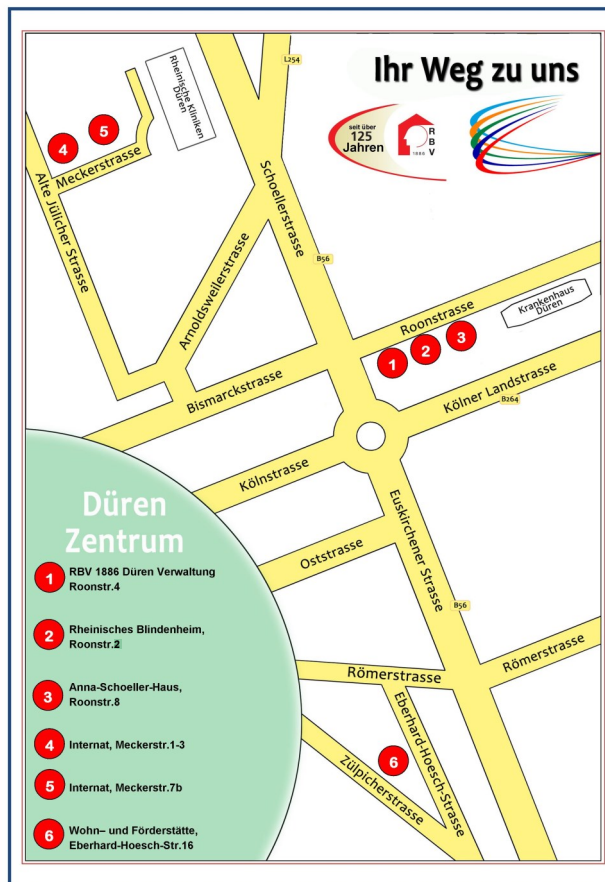 Ihr Weg zu uns
seit über
125
Jahren
R
B
V
1886
L254
Rheinische Kliniken
Düren
4
5
Meckerstrasse
Alte Jülicher Strasse
Schoellerstrasse
B56
Arnoldsweilerstrasse
Roonstrasse
Krankenhaus
Düren
1
2
3
Bismarckstrasse
Kölner Landstrasse
B264
Kölnstrasse
Euskirchener Strasse
Oststrasse
B56
Römerstrasse
Römerstrasse
Eberhard-Hoesch-Strasse
Zülpicherstrasse
6
Düren
Zentrum
1 RBV 1886 Düren Verwaltung
Roonstr.4
2 Rheinisches Blindenheim,
Roonstr.2
3 Anna-Schoeller-Haus,
Roonstr.8
4 Internat, Meckerstr.1-3
5 Internat, Meckerstr.7b
6 Wohn– und Förderstätte,
Eberhard-Hoesch-Str.16